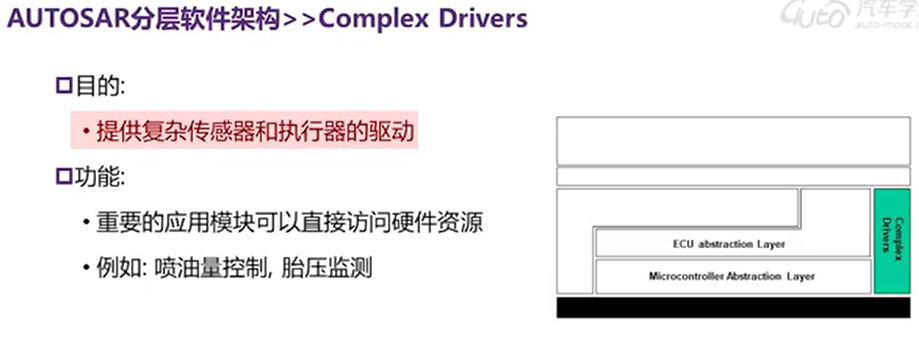 AUTOSAR分层软件架构>>Complex Drivers
auto 汽车学
auto-mooc.c
目的:
• 提供复杂传感器和执行器的驱动
功能:
• 重要的应用模块可以直接访问硬件资源
• 例如: 喷油量控制, 胎压监测
ECU abstraction Layer
Microcontroller Abstraction Layer
Complex
Drivers